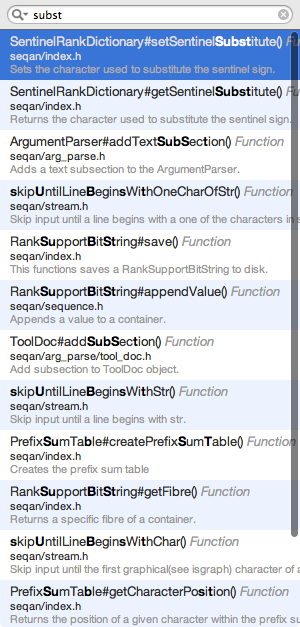 subst
SentinelRankDictionary#setSentinelSubstitute() Func
seqan/index.h
Sets the character used to substitute the sentinel sign.
SentinelRankDictionary#getSentinelSubstitute() Func
seqan/index.h
Returns the character used to substitute the sentinel sign.
ArgumentParser#addTextSubSection() Function
seqan/arg_parse.h
Adds a text subsection to the ArgumentParser.
skipUntilLineBeginsWithOneCharOfStr() Function
seqan/stream.h
Skip input until a line begins with a one of the characters in s
RankSupportBitString#save() Function
seqan/index.h
This functions saves a RankSupportBitString to disk.
RankSupportBitString#appendValue() Function
seqan/sequence.h
Appends a value to a container.
ToolDoc#addSubSection() Function
seqan/arg_parse/tool_doc.h
Add subsection to ToolDoc object.
skipUntilLineBeginsWithStr() Function
seqan/stream.h
Skip input until a line begins with str.
PrefixSumTable#createPrefixSumTable() Function
seqan/index.h
Creates the prefix sum table
RankSupportBitString#getFibre() Function
seqan/index.h
Returns a specific fibre of a container.
skipUntilLineBeginsWithChar() Function
seqan/stream.h
Skip input until the first graphical(see isgraph) character of a
PrefixSumTable#getCharacterPosition() Function
seqan/index.h
Returns the position of a given character within the prefix su